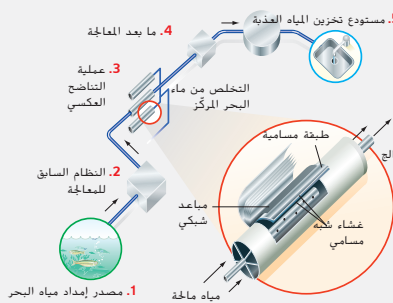 5. مستودع تخزين المياه العذبة
4. ما بعد المعالجة
3. عملية
التناضح
العكسي
التخلص من ماء
البحر المركّز
2. النظام السابق
للمعالجة
1. مصدر إمداد مياه البحر
طبقة مسامية
مباعد
شبكي
غشاء شبه
مسامي
مياه مالحة